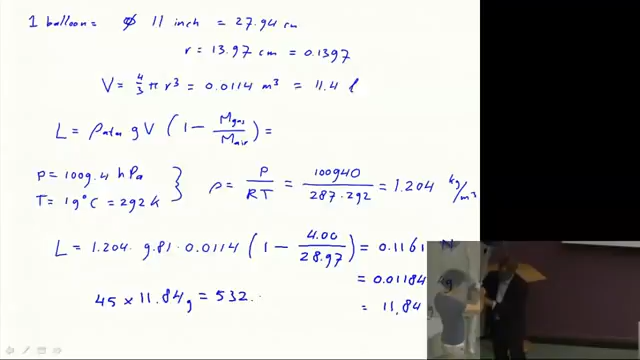 1 balloon = ⌀ 11 inch = 27.94 cm
r = 13.97 cm = 0.1397
V = 4/3 π r³ = 0.0114 m³ = 11.4 l
L = ρatm g V (1 − Mgas/Mair) =
P = 1009.4 hPa
T = 19°C = 292 K
ρ = P/RT = 100940/287·292 = 1.204 kg/m³
L = 1.204 · 9.81 · 0.0114 (1 − 4.00/28.97) = 0.1161 N
= 0.01184 g
= 11.84
45 × 11.84 g = 532.